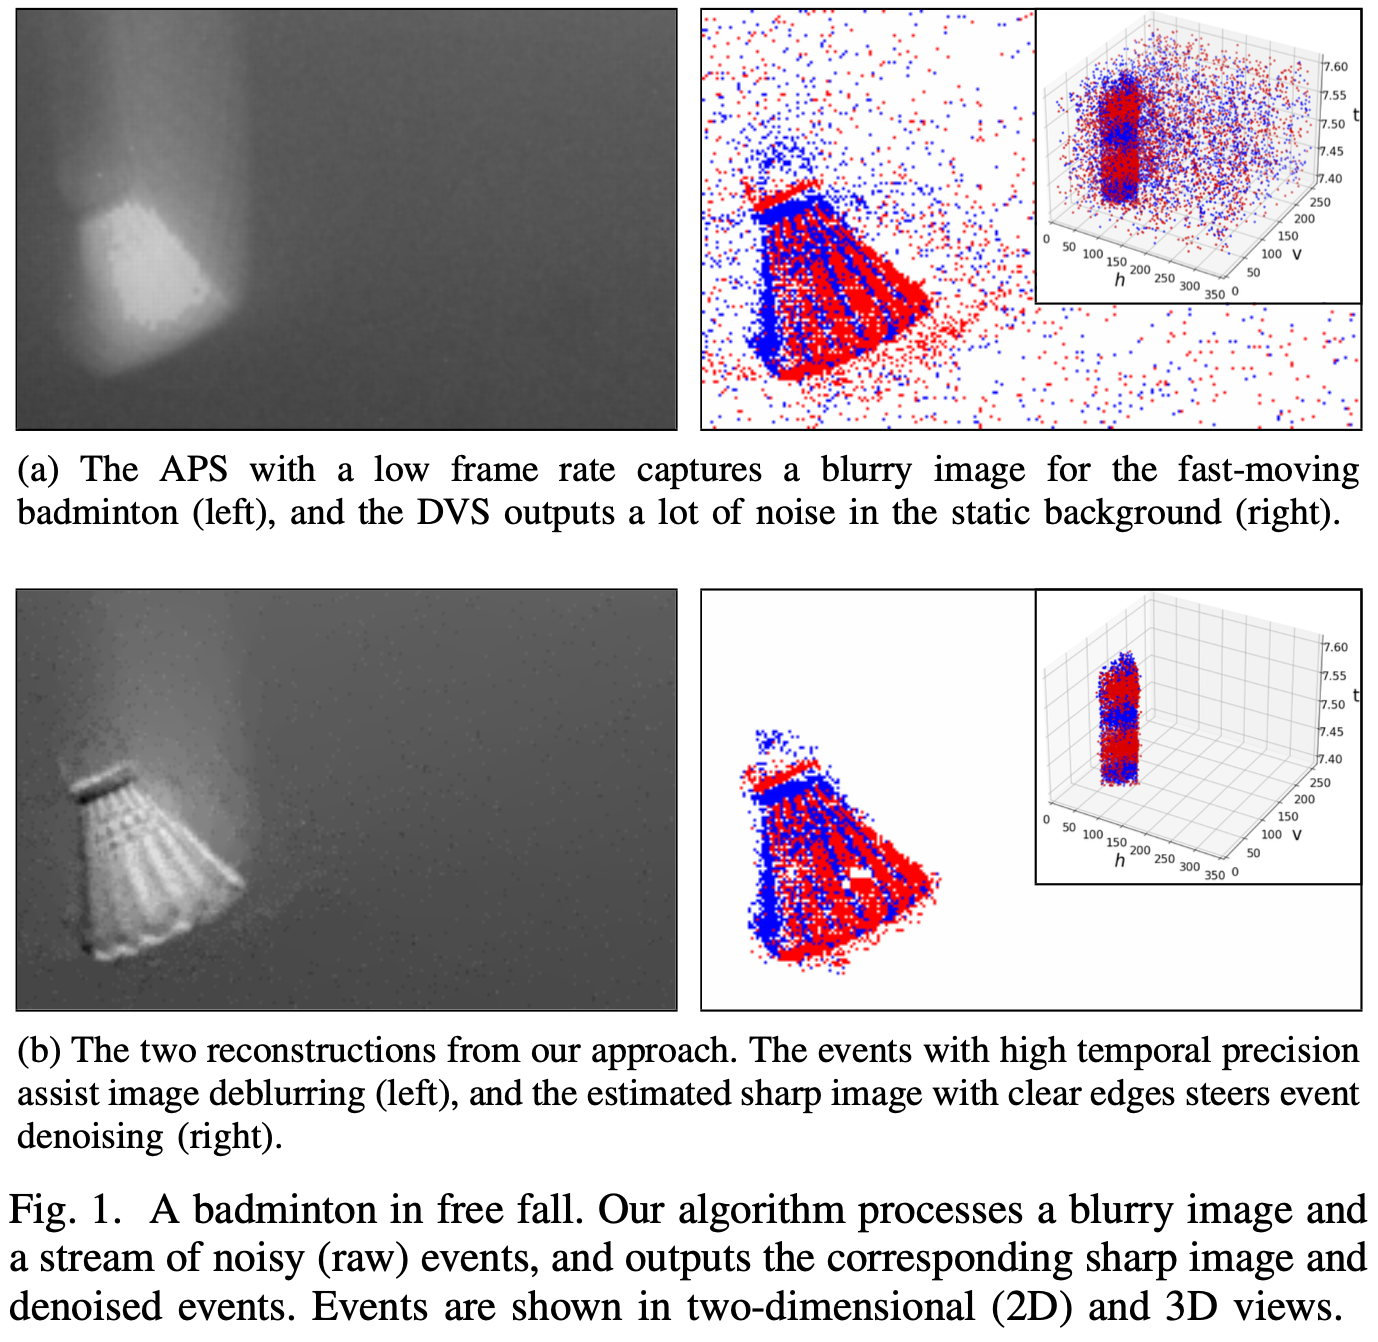 7.60
7.55
t
7.50
7.45
7.40
250
200
150
0
50
100
V
100
150
50
200
h
250
300
350
0
(a) The APS with a low frame rate captures a blurry image for the fast-moving
badminton (left), and the DVS outputs a lot of noise in the static background (right).
7.60
7.55
t
7.50
7.45
7.40
250
200
150
0
50
100
V
100
150
50
200
h
250
300
350
0
(b) The two reconstructions from our approach. The events with high temporal precision
assist image deblurring (left), and the estimated sharp image with clear edges steers event
denoising (right).
Fig. 1. A badminton in free fall. Our algorithm processes a blurry image and
a stream of noisy (raw) events, and outputs the corresponding sharp image and
denoised events. Events are shown in two-dimensional (2D) and 3D views.